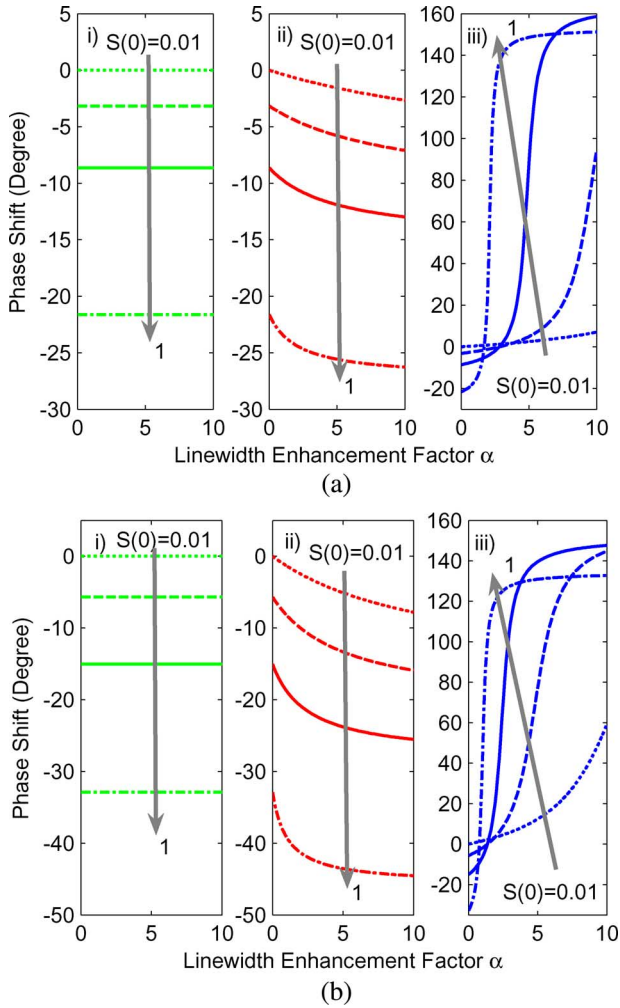 i) S(0)=0.01 ii) S(0)=0.01 iii) 1
0 0 160
-5 -5 140
-10 -10 120
-15 -15 100
-20 -20 80
-25 -25 60
-30 -30 40
20
0
-20
1 1 S(0)=0.01
0 5 10 0 5 10 0 5 10
Phase Shift (Degree)
Linewidth Enhancement Factor α
(a)
i) S(0)=0.01 ii) S(0)=0.01 iii) 1
0 0 160
-10 -10 140
-20 -20 120
-30 -30 100
-40 -40 80
-50 -50 60
40
20
0
-20
1 1 S(0)=0.01
0 5 10 0 5 10 0 5 10
Phase Shift (Degree)
Linewidth Enhancement Factor α
(b)